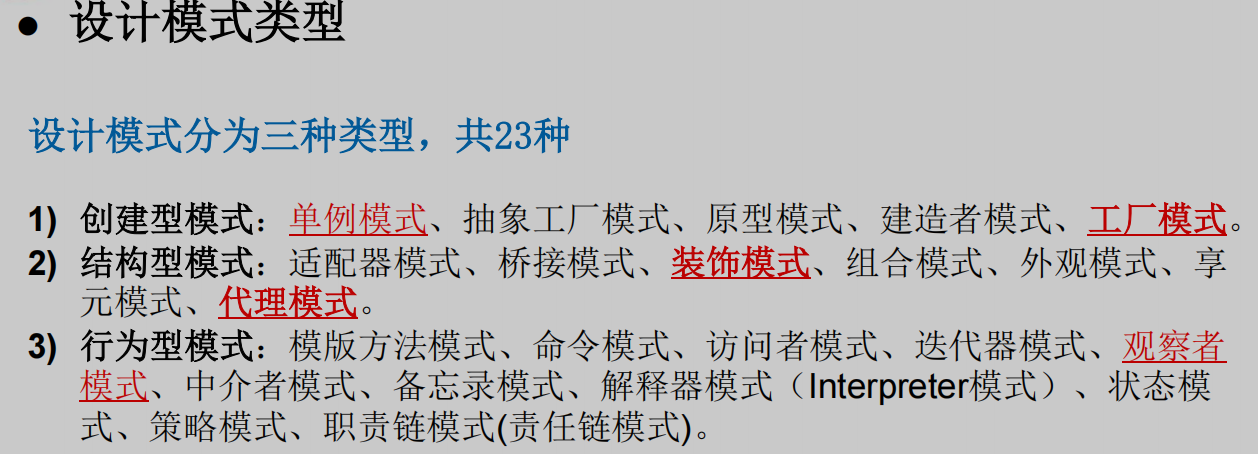 ● 设计模式类型
设计模式分为三种类型，共23种
1) 创建型模式：单例模式、抽象工厂模式、原型模式、建造者模式、工厂模式。
2) 结构型模式：适配器模式、桥接模式、装饰模式、组合模式、外观模式、享
元模式、代理模式。
3) 行为型模式：模版方法模式、命令模式、访问者模式、迭代器模式、观察者
模式、中介者模式、备忘录模式、解释器模式（Interpreter模式）、状态模
式、策略模式、职责链模式(责任链模式)。